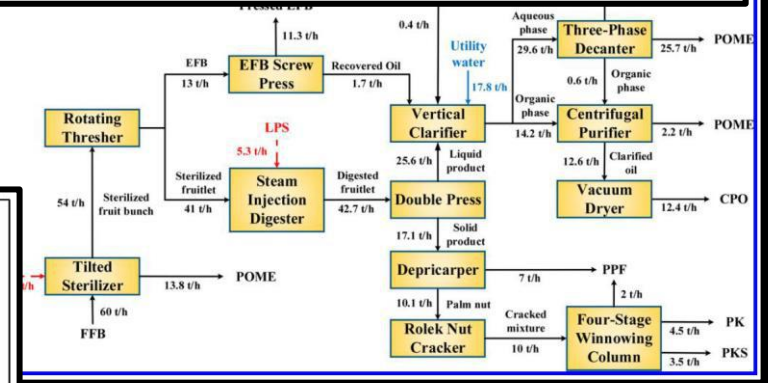 0.4 t/h
Aqueous
phase
29.6 t/h
Three-Phase
Decanter
25.7 t/h
POME
11.3 t/h
Utility
water
17.8 t/h
0.6 t/h
Organic
phase
EFB
13 t/h
EFB Screw
Press
Recovered Oil
1.7 t/h
Rotating
Thresher
Vertical
Clarifier
Organic
phase
14.2 t/h
Centrifugal
Purifier
2.2 t/h
POME
LPS
5.3 t/h
25.6 t/h
Liquid
product
12.6 t/h
Clarified
oil
54 t/h
Sterilized
fruit bunch
Sterilized
fruitlet
41 t/h
Steam
Injection
Digester
Digested
fruitlet
42.7 t/h
Double Press
Vacuum
Dryer
12.4 t/h
CPO
17.1 t/h
Solid
product
Tilted
Sterilizer
13.8 t/h
POME
Depricarper
7 t/h
PPF
60 t/h
FFB
10.1 t/h
Palm nut
2 t/h
Rolek Nut
Cracker
Cracked
mixture
10 t/h
Four-Stage
Winnowing
Column
4.5 t/h
PK
3.5 t/h
PKS